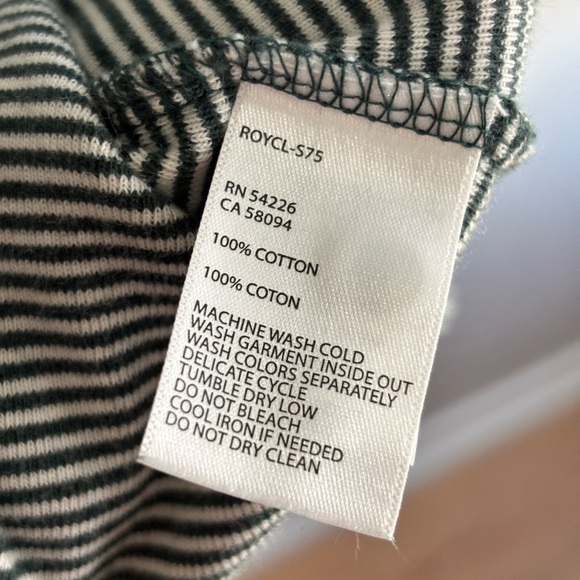 ROYCL-S75
RN 54226
CA 58094
100% COTTON
100% COTON
MACHINE WASH COLD
WASH GARMENT INSIDE OUT
WASH COLORS SEPARATELY
DELICATE CYCLE
TUMBLE DRY LOW
DO NOT BLEACH
COOL IRON IF NEEDED
DO NOT DRY CLEAN